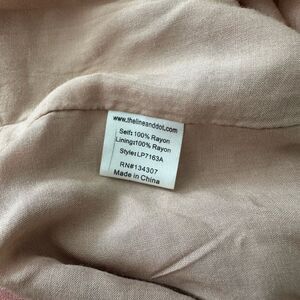 www.thelineanddot.com
Self: 100% Rayon
Lining:100% Rayon
Style:LP7163A
RN#134307
Made in China